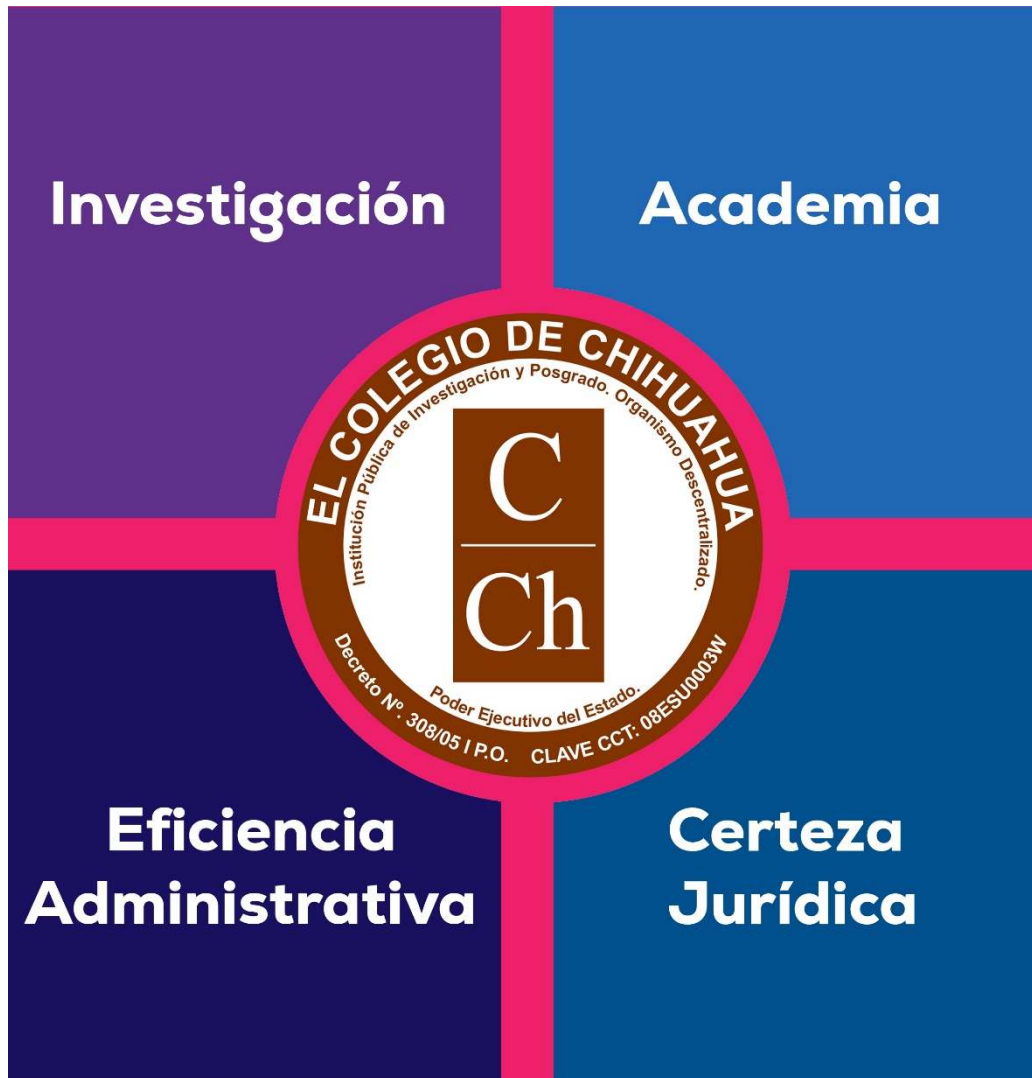 Investigación
Academia
EL COLEGIO DE CHIHUAHUA
Institución Pública de Investigación y Posgrado. Organismo Descentralizado.
C
Ch
Poder Ejecutivo del Estado.
Decreto Nº. 308/05 I P.O. CLAVE CCT: 08ESU0003W
Eficiencia
Administrativa
Certeza
Jurídica